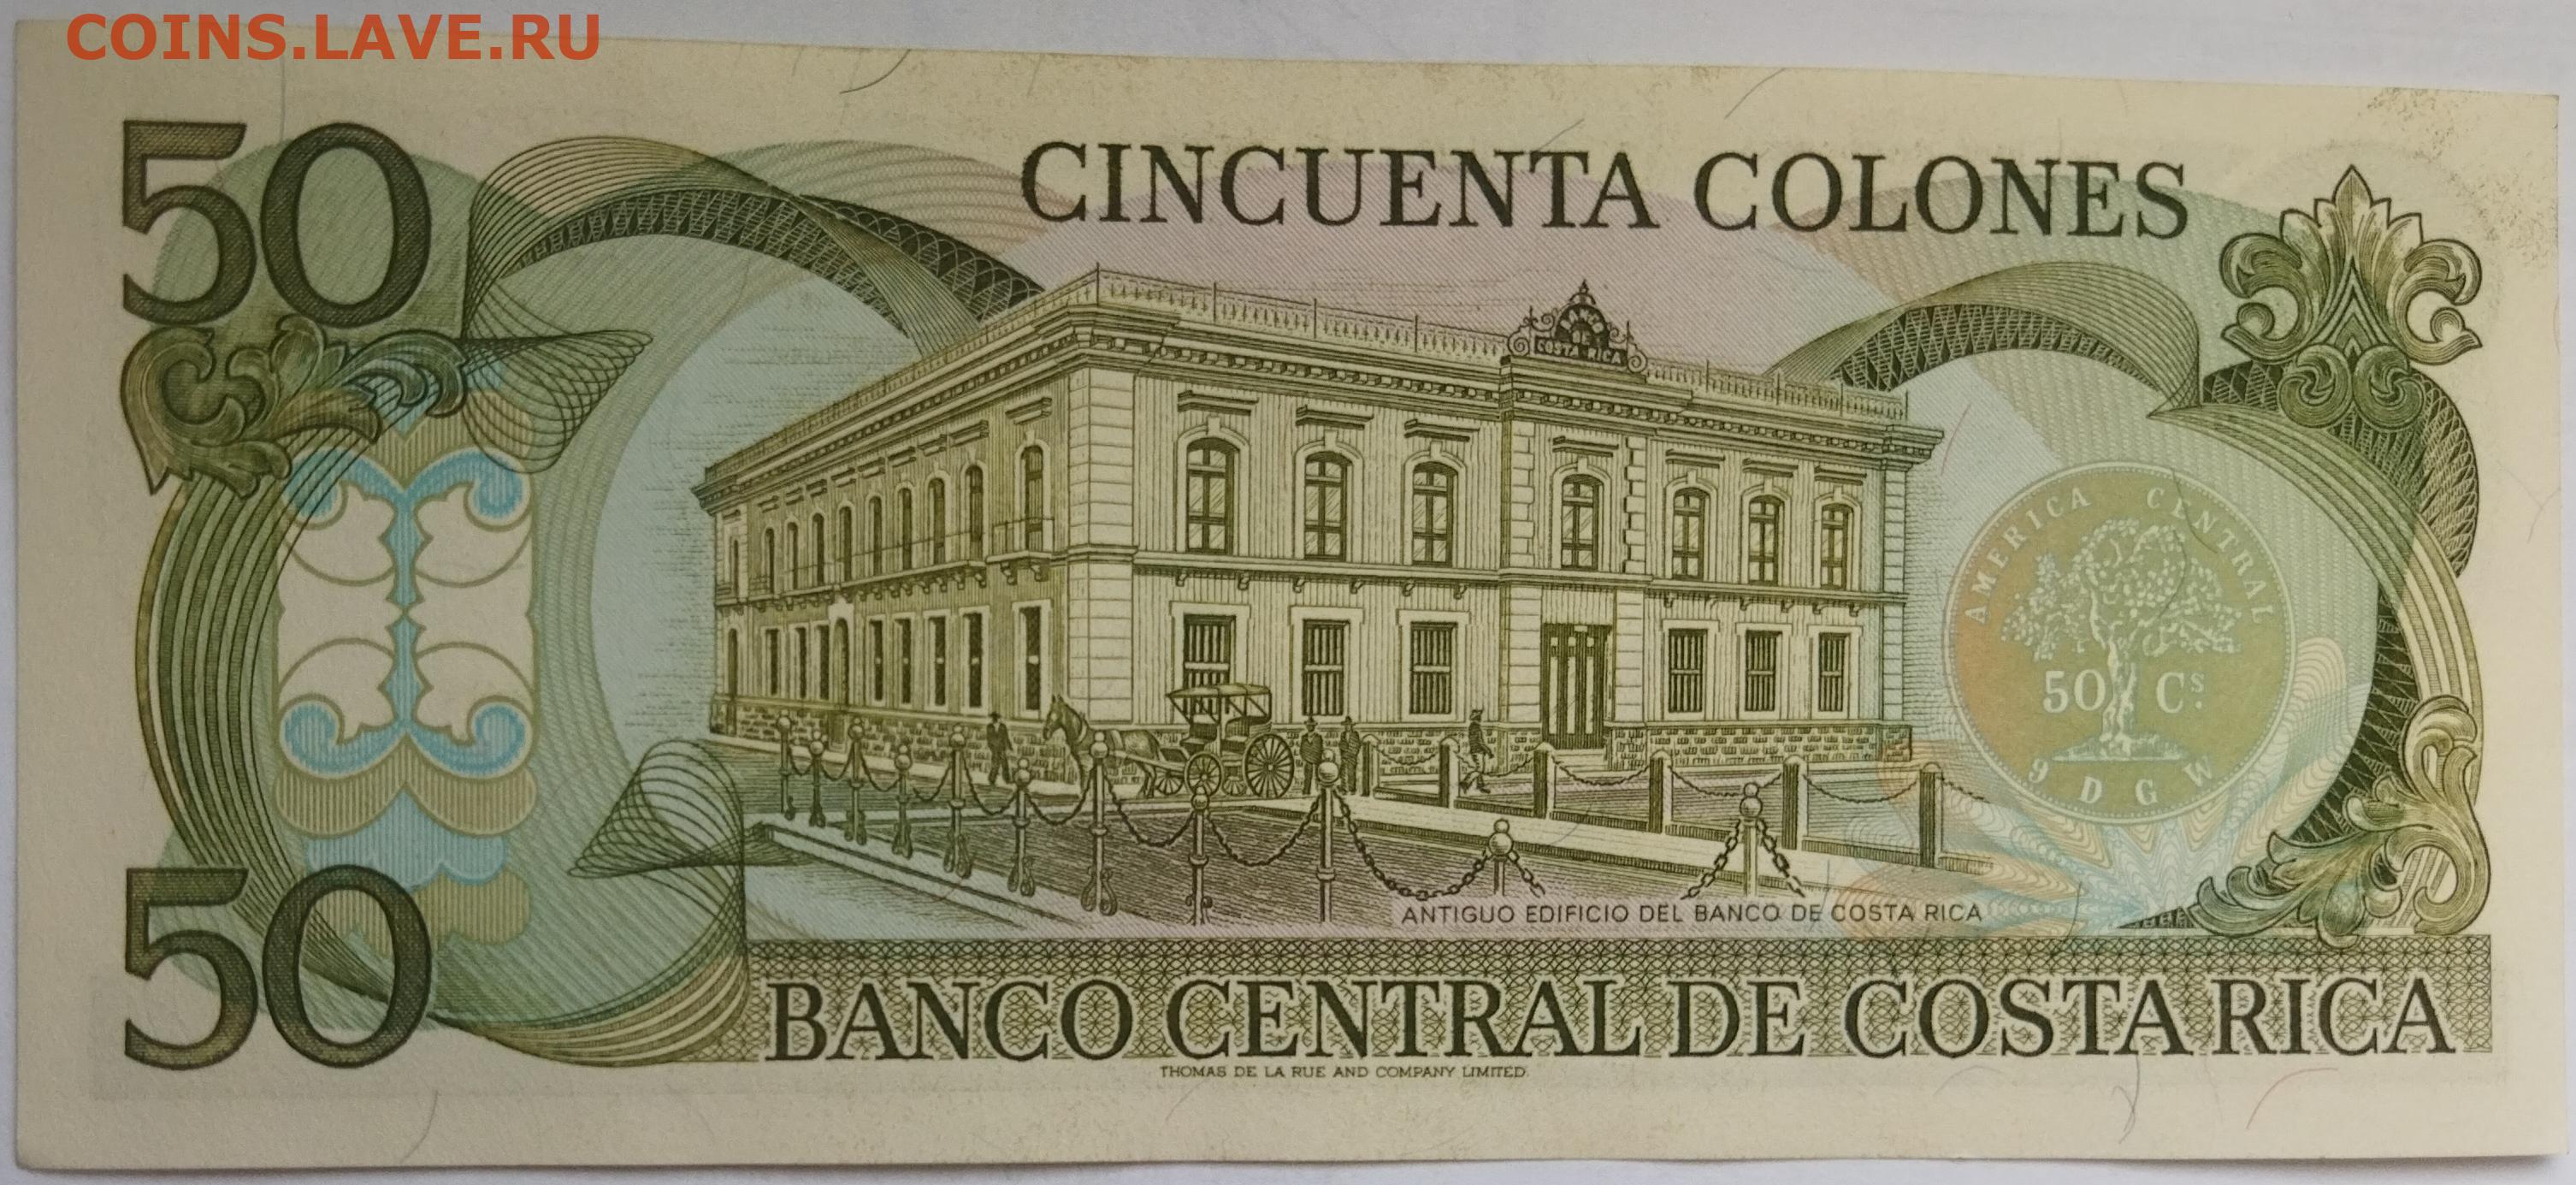 COINS.LAVE.RU
50
CINCUENTA COLONES
BANCO
DE
COSTA RICA
AMERICA CENTRAL
50 Cs.
9 D G W
50
ANTIGUO EDIFICIO DEL BANCO DE COSTA RICA
BANCO CENTRAL DE COSTA RICA
THOMAS DE LA RUE AND COMPANY LIMITED.